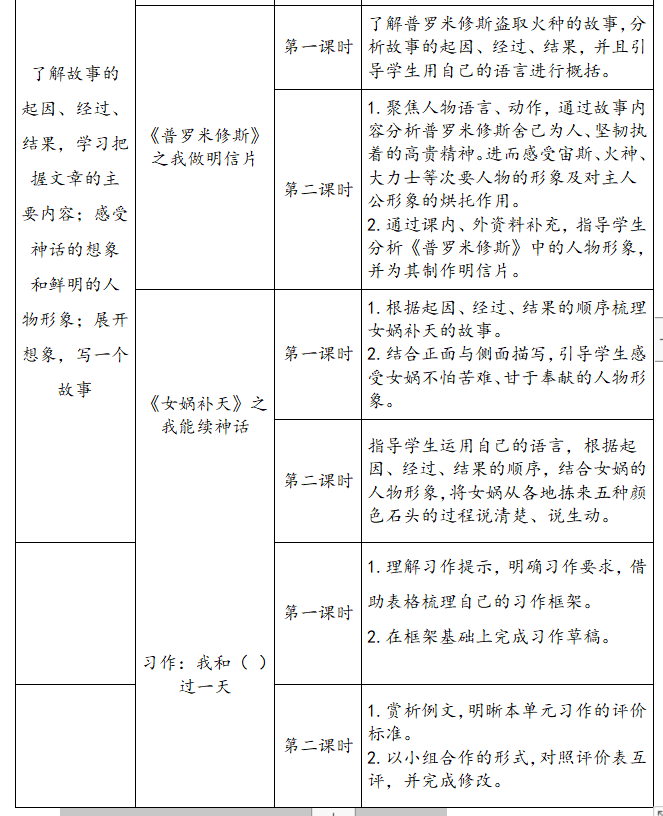 了解故事的
起因、经过、
结果，学习把
握文章的主
要内容；感受
神话的想象
和鲜明的人
物形象；展开
想象，写一个
故事
《普罗米修斯》
之我做明信片
第一课时
了解普罗米修斯盗取火种的故事，分
析故事的起因、经过、结果，并且引
导学生用自己的语言进行概括。
第二课时
1.聚焦人物语言、动作，通过故事内
容分析普罗米修斯舍己为人、坚韧执
着的高贵精神。进而感受宙斯、火神、
大力士等次要人物的形象及对主人
公形象的烘托作用。
2.通过课内、外资料补充，指导学生
分析《普罗米修斯》中的人物形象，
并为其制作明信片。
《女娲补天》之
我能续神话
第一课时
1.根据起因、经过、结果的顺序梳理
女娲补天的故事。
2.结合正面与侧面描写，引导学生感
受女娲不怕苦难、甘于奉献的人物形
象。
第二课时
指导学生运用自己的语言，根据起
因、经过、结果的顺序，结合女娲的
人物形象，将女娲从各地拣来五种颜
色石头的过程说清楚、说生动。
习作：我和（ ）
过一天
第一课时
1.理解习作提示，明确习作要求，借
助表格梳理自己的习作框架。
2.在框架基础上完成习作草稿。
第二课时
1.赏析例文，明晰本单元习作的评价
标准。
2.以小组合作的形式，对照评价表互
评，并完成修改。